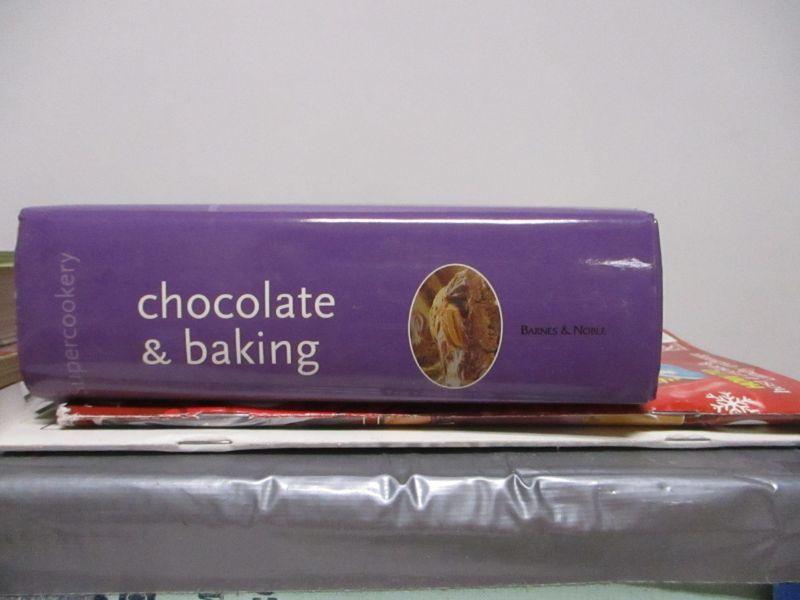 supercookery
chocolate
& baking
BARNES & NOBLE